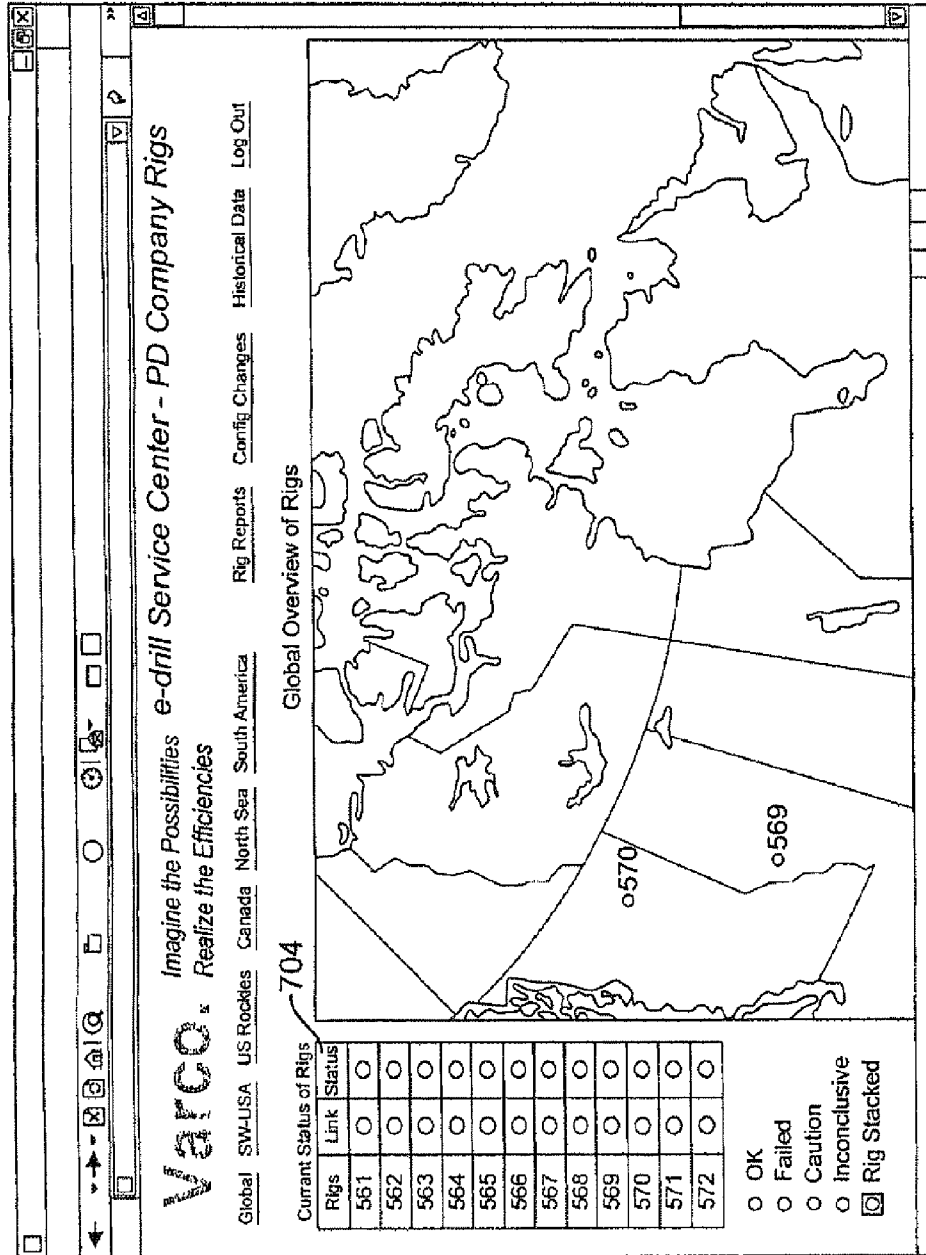 Varco. Imagine the Possibilities e-drill Service Center - PD Company Rigs
Realize the Efficiencies
Global SW-USA US Rockies Canada North Sea South America Rig Reports Config Changes Historical Data Log Out
Currant Status of Rigs
704
Global Overview of Rigs
Rigs Link Status
561
562
563
564
565
566
567
568
569
570
571
572
OK
Failed
Caution
Inconclusive
Rig Stacked
570
569